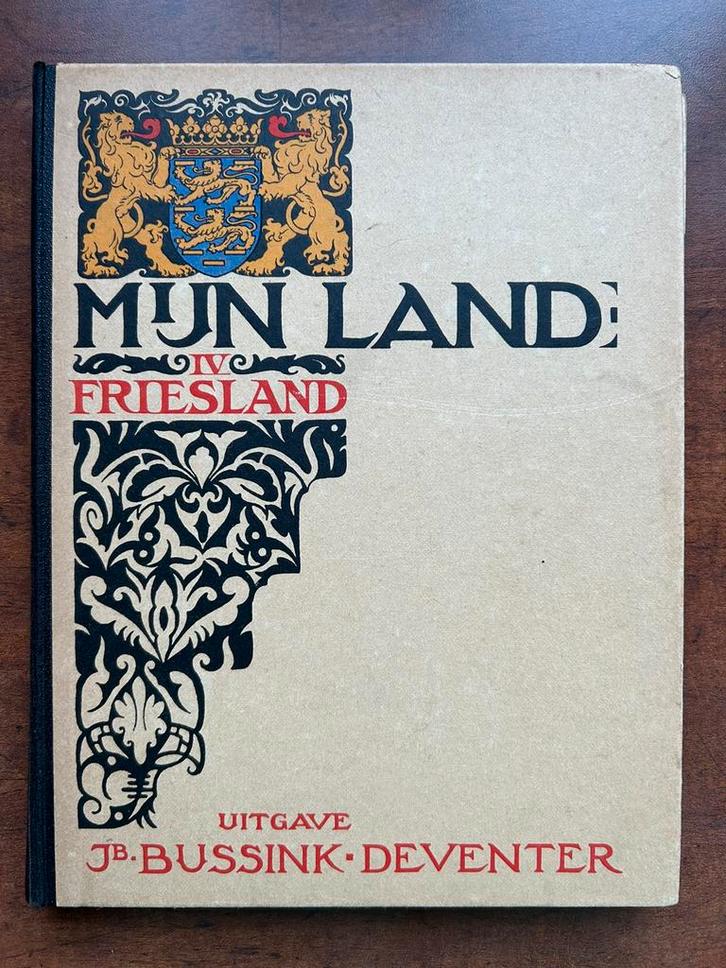 MIJN LAND:
IV
FRIESLAND
UITGAVE
JB. BUSSINK · DEVENTER